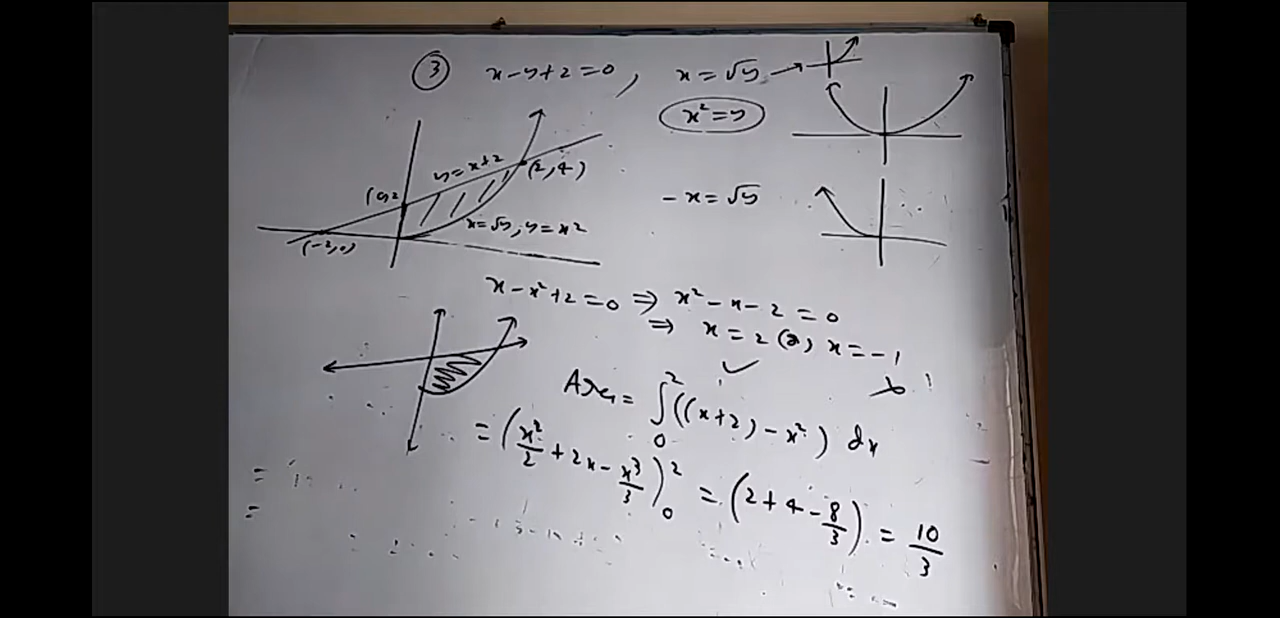 ③ x-y+2=0, x=√y
x²=y
y=x+2
(2,4)
(0,2
-x=√y
x=√y, y=x²
(-2,0)
x-x²+2=0 ⇒ x²-x-2=0
⇒ x=2 (or) x=-1
Area = ∫₀² ((x+2)-x²) dx
= (x²/2 + 2x - x³/3)₀² = (2+4-8/3) = 10/3
=
=